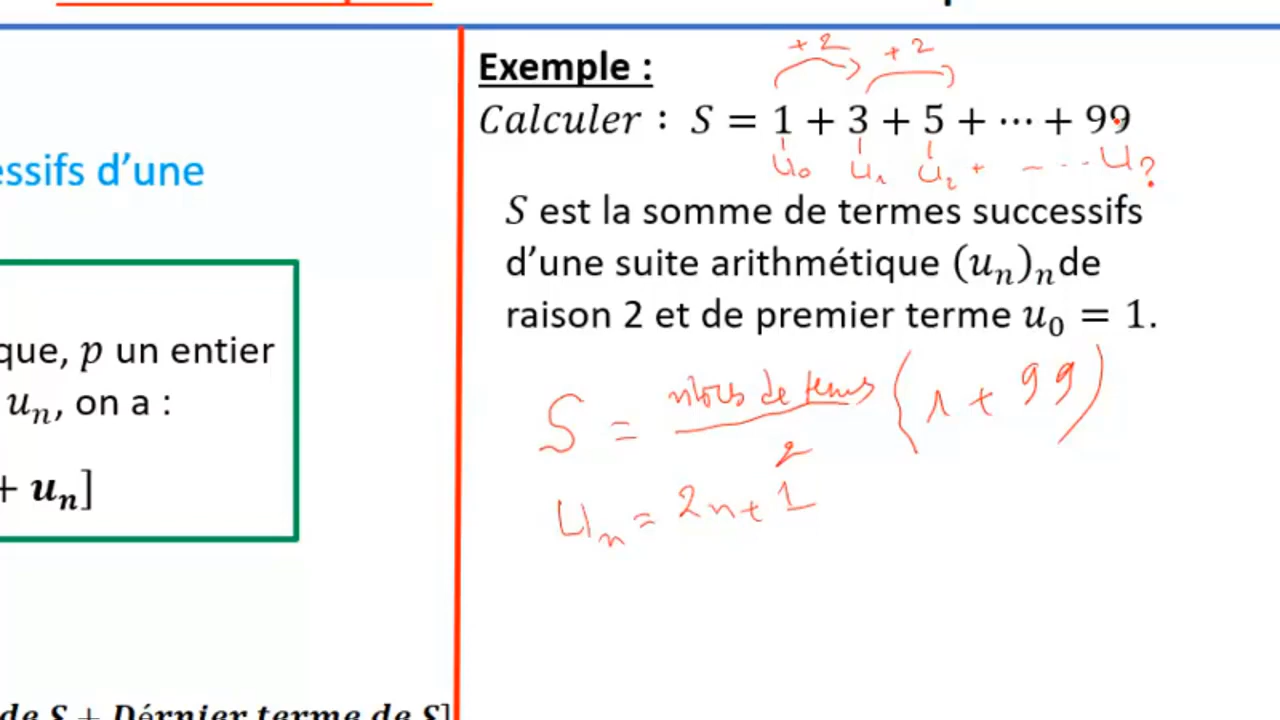 essifs d'une
que, p un entier
u_n, on a :
+ u_n]
de S + Dérnier terme de S]
Exemple :
+2 +2
Calculer : S = 1 + 3 + 5 + ⋯ + 99
u_0 u_1 u_2 + - ... u_?
S est la somme de termes successifs
d'une suite arithmétique (u_n)_n de
raison 2 et de premier terme u_0 = 1.
S = nbres de termes / 2 (1 + 99)
u_n = 2n + 1